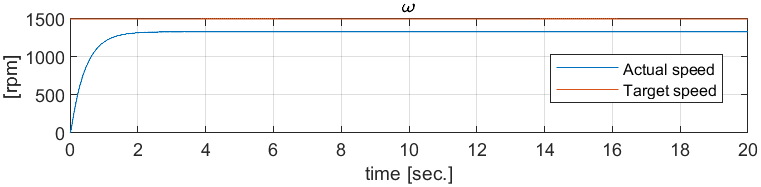 ω
1500
1000
500
0
[rpm]
Actual speed
Target speed
0 2 4 6 8 10 12 14 16 18 20
time [sec.]